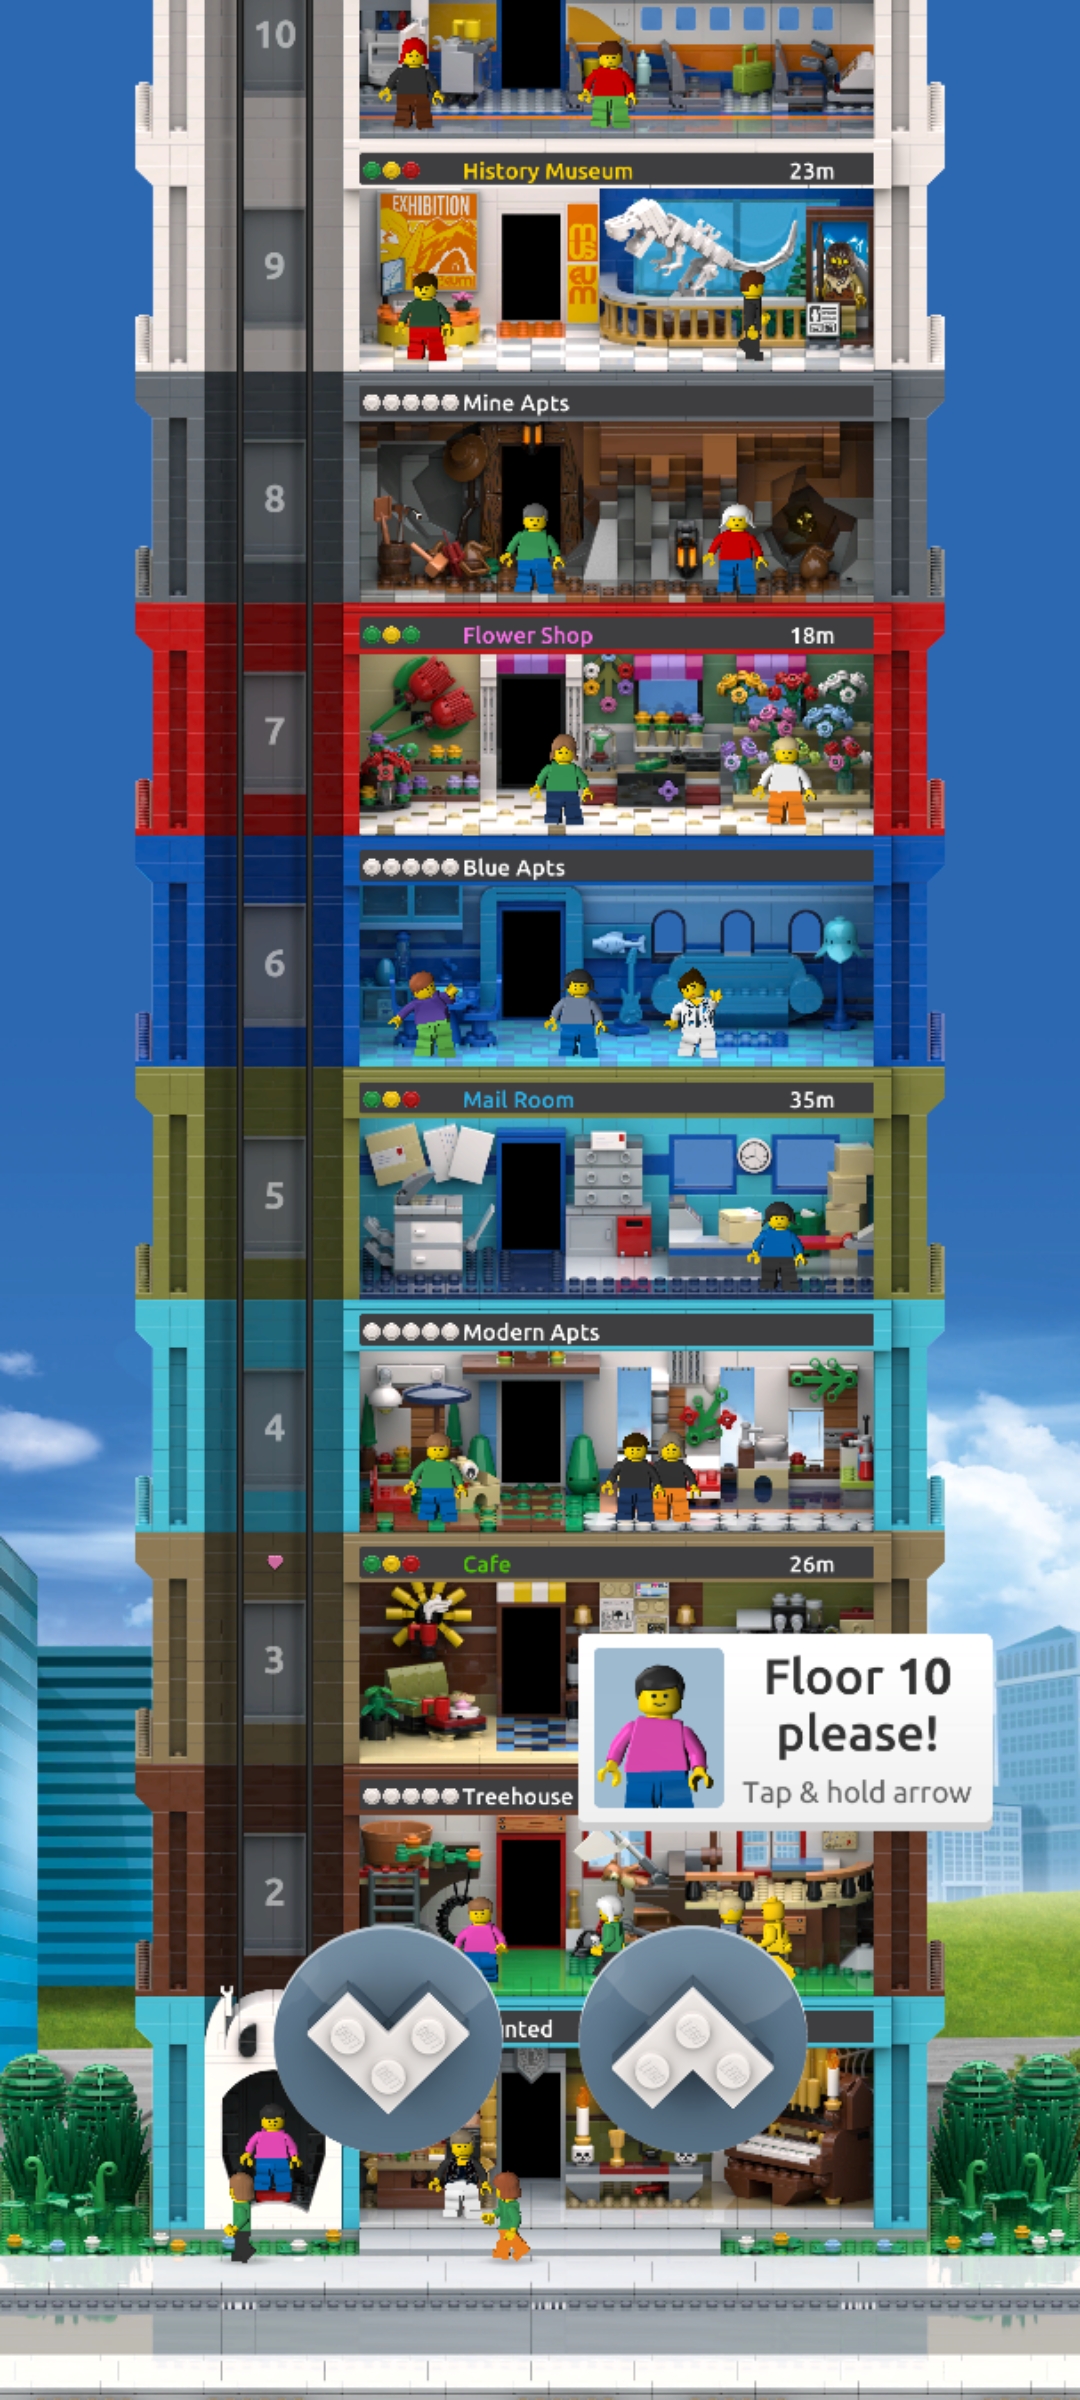 10
History Museum 23m
EXHIBITION
9
Mine Apts
8
Flower Shop 18m
7
Blue Apts
6
Mail Room 35m
5
Modern Apts
4
Cafe 26m
3
Floor 10
please!
Tap & hold arrow
Treehouse
2
nted